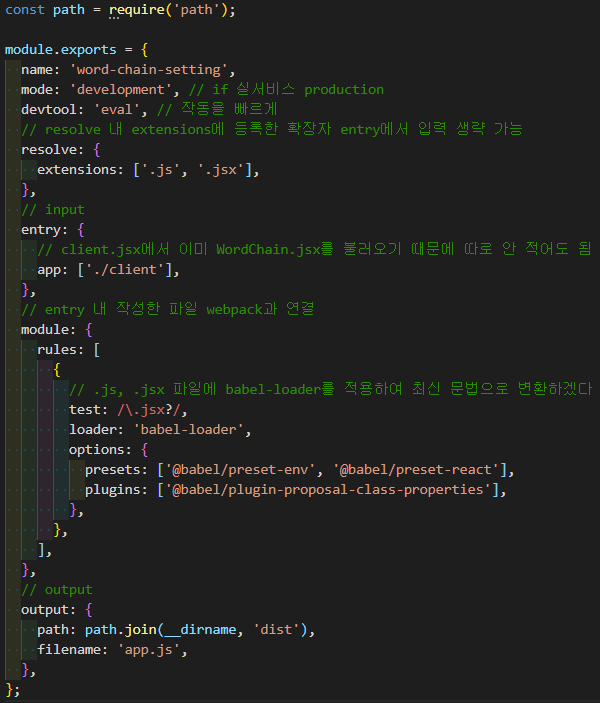 const path = require('path');

module.exports = {
  name: 'word-chain-setting',
  mode: 'development', // if 실서비스 production
  devtool: 'eval', // 작동을 빠르게
  // resolve 내 extensions에 등록한 확장자 entry에서 입력 생략 가능
  resolve: {
    extensions: ['.js', '.jsx'],
  },
  // input
  entry: {
    // client.jsx에서 이미 WordChain.jsx를 불러오기 때문에 따로 안 적어도 됨
    app: ['./client'],
  },
  // entry 내 작성한 파일 webpack과 연결
  module: {
    rules: [
      {
        // .js, .jsx 파일에 babel-loader를 적용하여 최신 문법으로 변환하겠다
        test: /\.jsx?/,
        loader: 'babel-loader',
        options: {
          presets: ['@babel/preset-env', '@babel/preset-react'],
          plugins: ['@babel/plugin-proposal-class-properties'],
        },
      },
    ],
  },
  // output
  output: {
    path: path.join(__dirname, 'dist'),
    filename: 'app.js',
  },
};